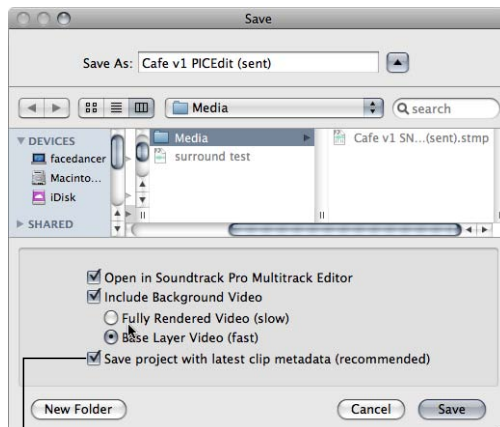 Save
Save As: Cafe v1 PICEdit (sent)
Media
search
DEVICES
facedancer
Macinto...
iDisk
SHARED
Media
surround test
Cafe v1 SN...(sent).stmp
Open in Soundtrack Pro Multitrack Editor
Include Background Video
Fully Rendered Video (slow)
Base Layer Video (fast)
Save project with latest clip metadata (recommended)
New Folder
Cancel
Save